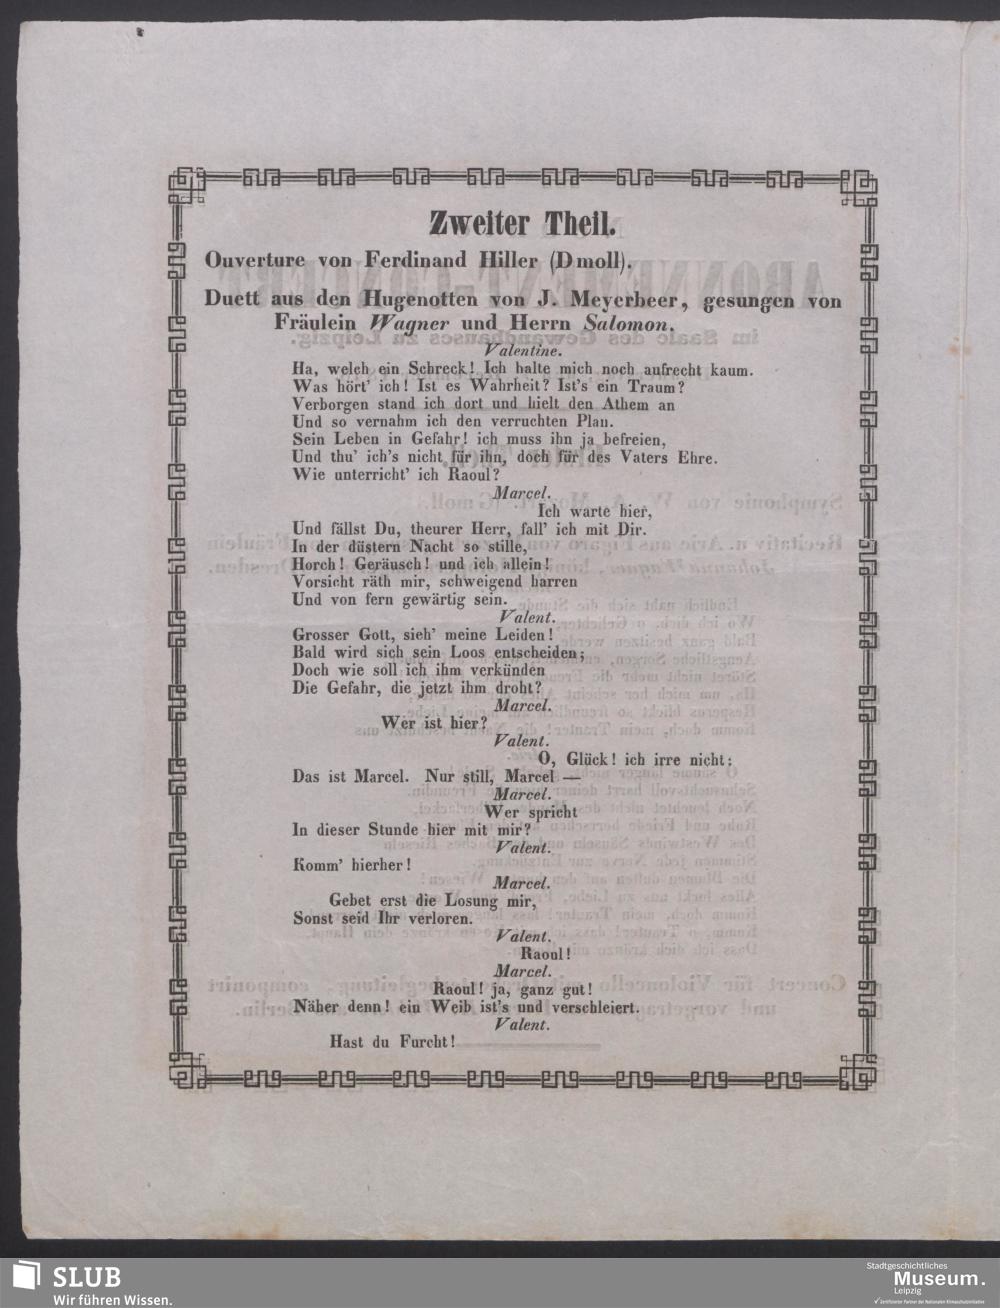 Zweiter Theil.
Ouverture von Ferdinand Hiller (D moll).
Duett aus den Hugenotten von J. Meyerbeer, gesungen von
Fräulein Wagner und Herrn Salomon.
Valentine.
Ha, welch ein Schreck! Ich halte mich noch aufrecht kaum.
Was hört' ich! Ist es Wahrheit? Ist's ein Traum?
Verborgen stand ich dort und hielt den Athem an
Und so vernahm ich den verruchten Plan.
Sein Leben in Gefahr! ich muss ihn ja befreien,
Und thu' ich's nicht für ihn, doch für des Vaters Ehre.
Wie unterricht' ich Raoul?
Marcel.
Ich warte hier,
Und fällst Du, theurer Herr, fall' ich mit Dir.
In der düstern Nacht so stille,
Horch! Geräusch! und ich allein!
Vorsicht räth mir, schweigend harren
Und von fern gewärtig sein.
Valent.
Grosser Gott, sieh' meine Leiden!
Bald wird sich sein Loos entscheiden;
Doch wie soll ich ihm verkünden
Die Gefahr, die jetzt ihm droht?
Marcel.
Wer ist hier?
Valent.
O, Glück! ich irre nicht:
Das ist Marcel. Nur still, Marcel —
Marcel.
Wer spricht
In dieser Stunde hier mit mir?
Valent.
Komm' hierher!
Marcel.
Gebet erst die Losung mir,
Sonst seid Ihr verloren.
Valent.
Raoul!
Marcel.
Raoul! ja, ganz gut!
Näher denn! ein Weib ist's und verschleiert.
Valent.
Hast du Furcht!
SLUB
Wir führen Wissen.
Stadtgeschichtliches
Museum.
Leipzig
Zertifizierter Partner der Nationalen Klimaschutzinitiative